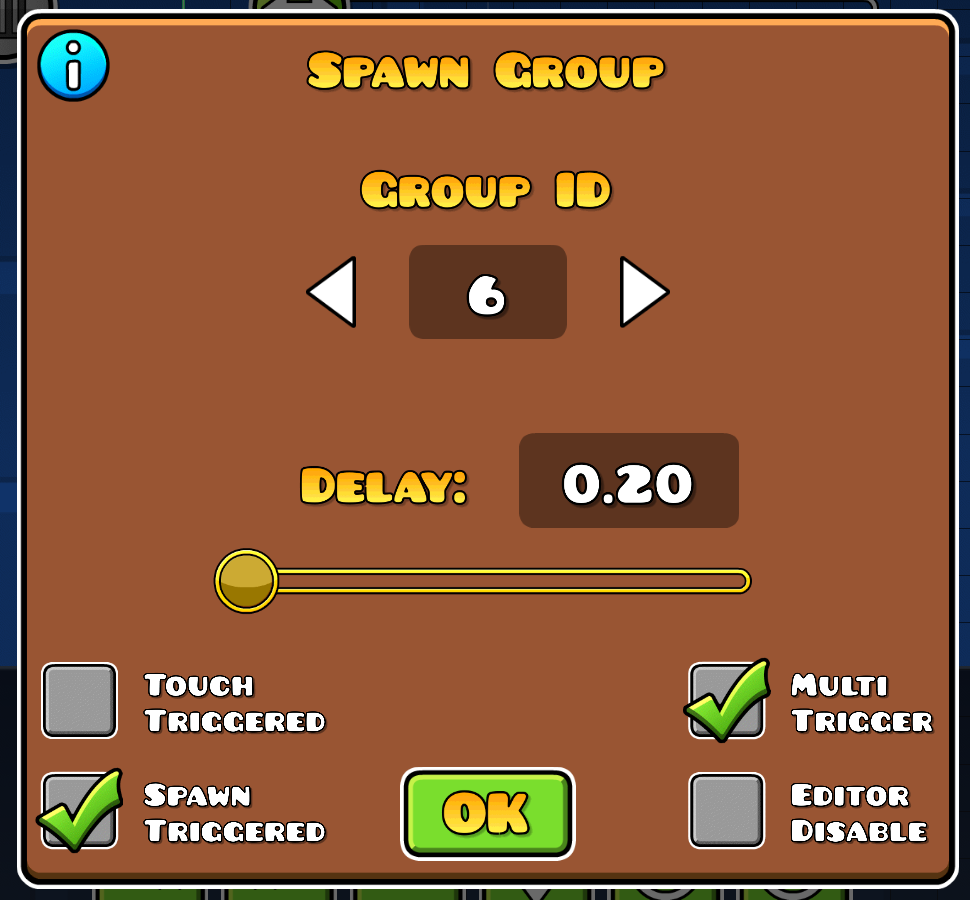 i
Spawn Group
Group ID
6
Delay: 0.20
Touch
Triggered
Multi
Trigger
Spawn
Triggered
OK
Editor
Disable